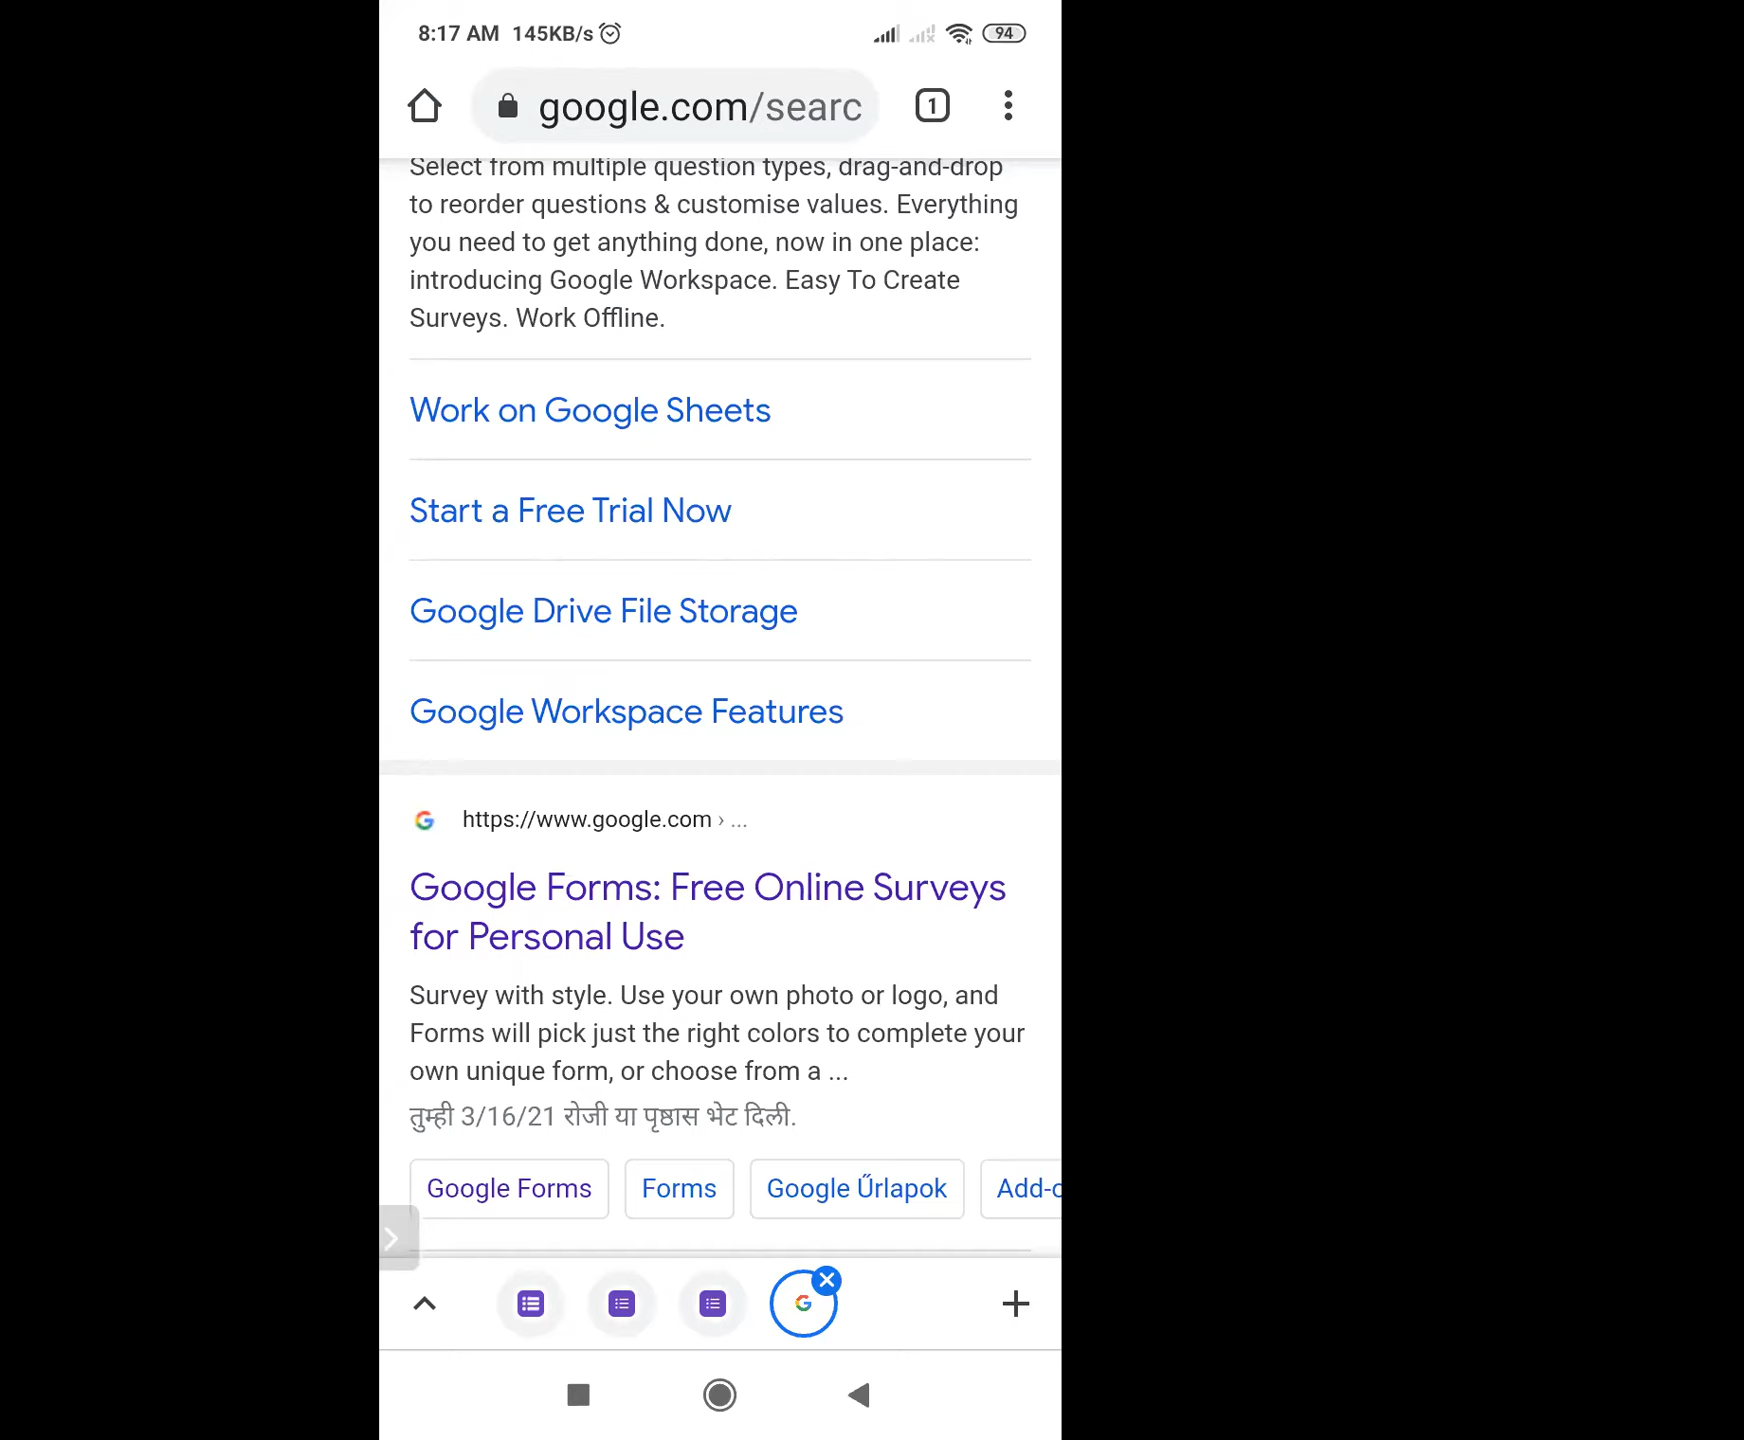 8:17 AM 145KB/s 94
google.com/searc 1
Select from multiple question types, drag-and-drop
to reorder questions & customise values. Everything
you need to get anything done, now in one place:
introducing Google Workspace. Easy To Create
Surveys. Work Offline.
Work on Google Sheets
Start a Free Trial Now
Google Drive File Storage
Google Workspace Features
https://www.google.com › ...
Google Forms: Free Online Surveys
for Personal Use
Survey with style. Use your own photo or logo, and
Forms will pick just the right colors to complete your
own unique form, or choose from a ...
तुम्ही 3/16/21 रोजी या पृष्ठास भेट दिली.
Google Forms Forms Google Űrlapok Add-o